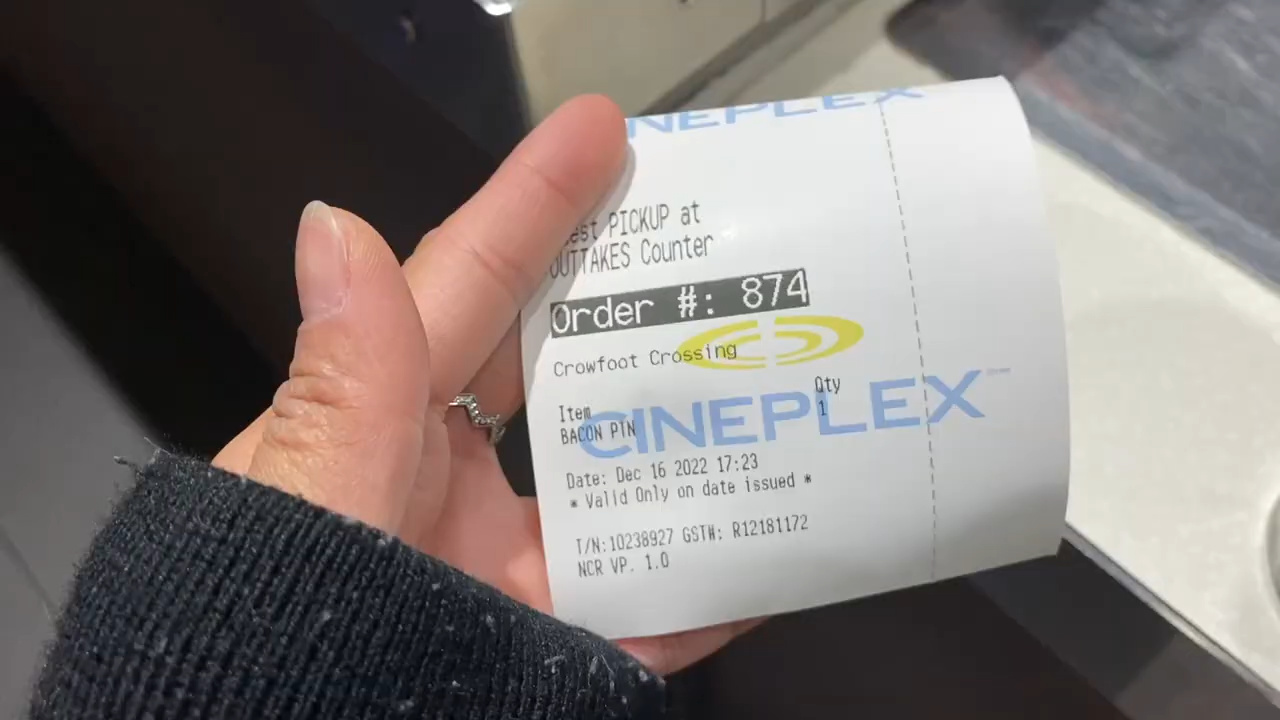 CINEPLEX
PICKUP at
OUTTAKES Counter
Order #: 874
Crowfoot Crossing
Item Qty
BACON PTN 1
CINEPLEX
Date: Dec 16 2022 17:23
* Valid Only on date issued *
T/N:10238927 GST#: R12181172
NCR VP. 1.0